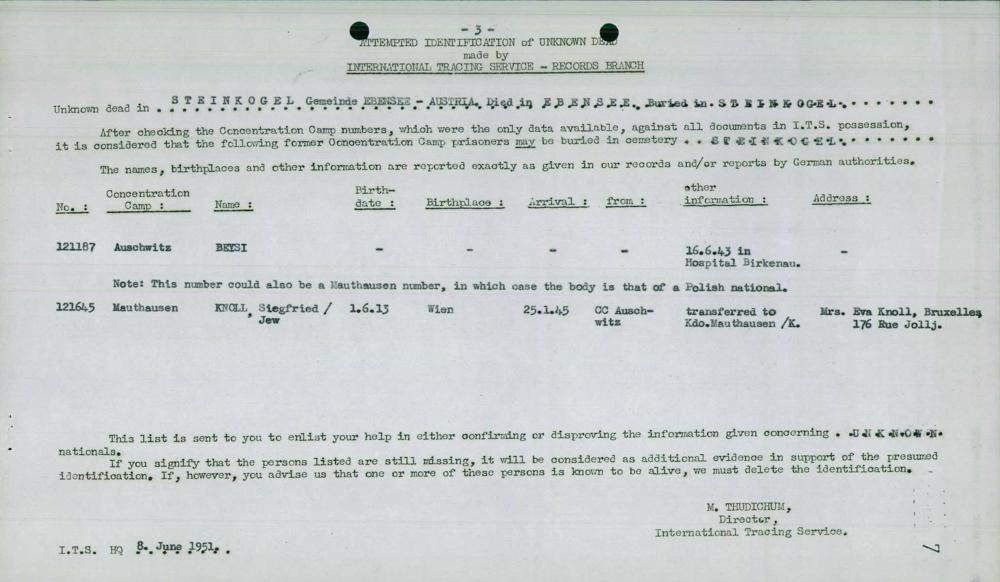 - 3 -
ATTEMPTED IDENTIFICATION of UNKNOWN DEAD
made by
INTERNATIONAL TRACING SERVICE - RECORDS BRANCH
Unknown dead in . STEINKOGEL, Gemeinde EBENSEE - AUSTRIA. Died in EBENSEE. Buried in STEINKOGEL.
After checking the Concentration Camp numbers, which were the only data available, against all documents in I.T.S. possession,
it is considered that the following former Concentration Camp prisoners may be buried in cemetery . . STEINKOGEL.
The names, birthplaces and other information are reported exactly as given in our records and/or reports by German authorities.
No. : Concentration Camp : Name : Birth-date : Birthplace : Arrival : from : other information : Address :
121187 Auschwitz BEYSI - - - - 16.6.43 in -
Hospital Birkenau.
Note: This number could also be a Mauthausen number, in which case the body is that of a Polish national.
121645 Mauthausen KNOLL, Siegfried / 1.6.13 Wien 25.1.45 CC Ausch- transferred to Mrs. Eva Knoll, Bruxelles
Jew witz Kdo.Mauthausen /K. 176 Rue Jollj.
This list is sent to you to enlist your help in either confirming or disproving the information given concerning . UNKNOWN.
nationals.
If you signify that the persons listed are still missing, it will be considered as additional evidence in support of the presumed
identification. If, however, you advise us that one or more of these persons is known to be alive, we must delete the identification.
M. THUDICHUM,
Director,
International Tracing Service.
I.T.S. HQ 8. June 1951. .
7